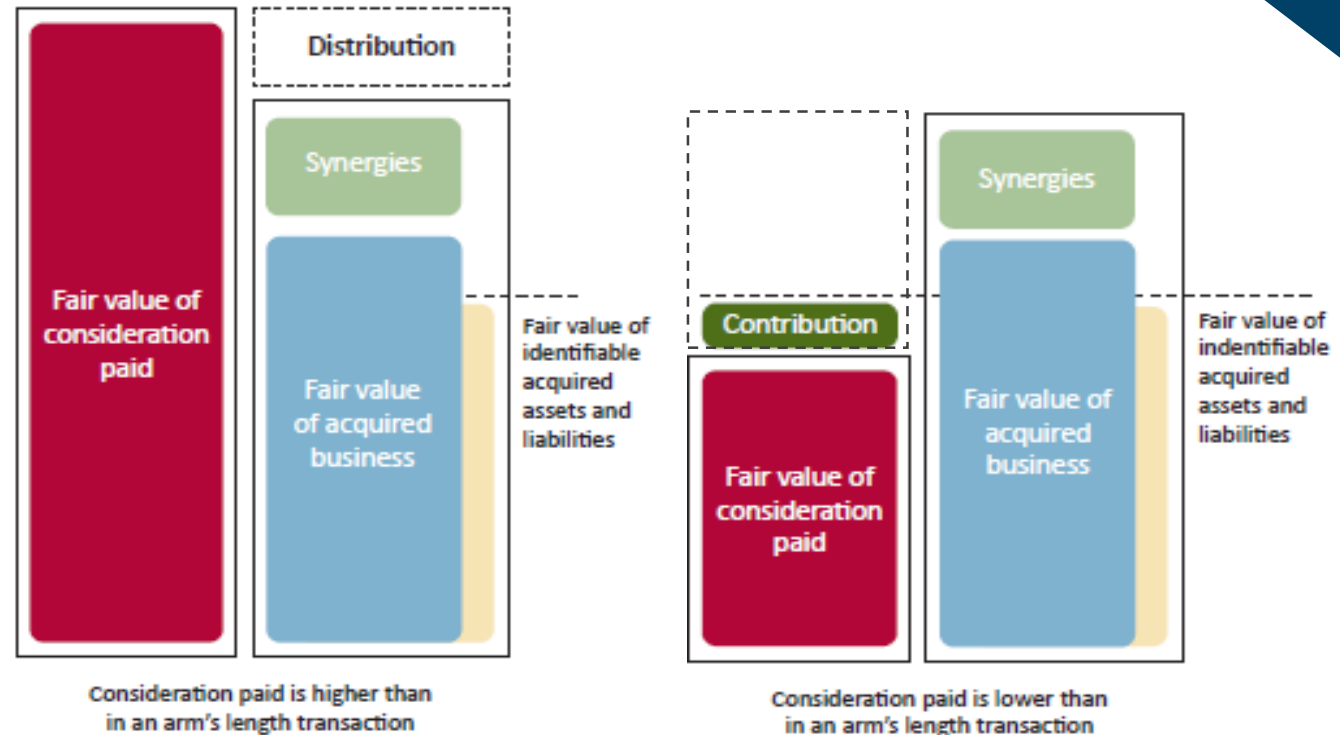 Distribution
Synergies
Fair value of
consideration
paid
Fair value
of acquired
business
Fair value of
identifiable
acquired
assets and
liabilities
Consideration paid is higher than
in an arm's length transaction
Synergies
Contribution
Fair value of
consideration
paid
Fair value of
acquired
business
Fair value of
indentifiable
acquired
assets and
liabilities
Consideration paid is lower than
in an arm's length transaction